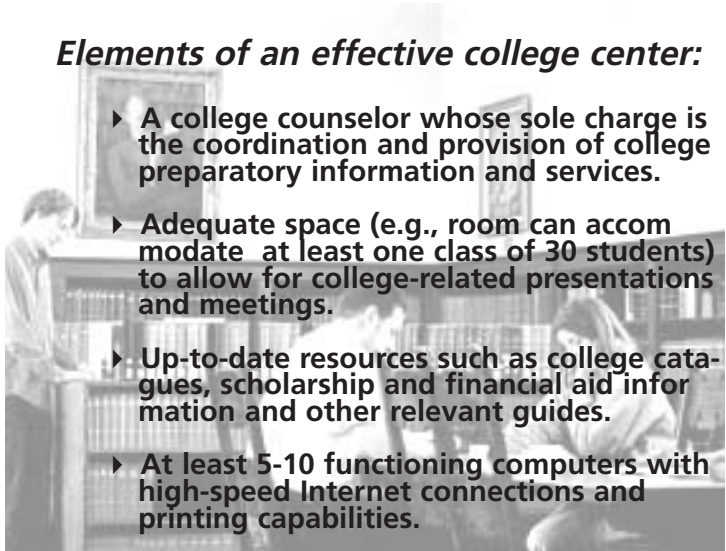 Elements of an effective college center:
A college counselor whose sole charge is
the coordination and provision of college
preparatory information and services.
Adequate space (e.g., room can accom
modate at least one class of 30 students)
to allow for college-related presentations
and meetings.
Up-to-date resources such as college cata-
gues, scholarship and financial aid infor
mation and other relevant guides.
At least 5-10 functioning computers with
high-speed Internet connections and
printing capabilities.